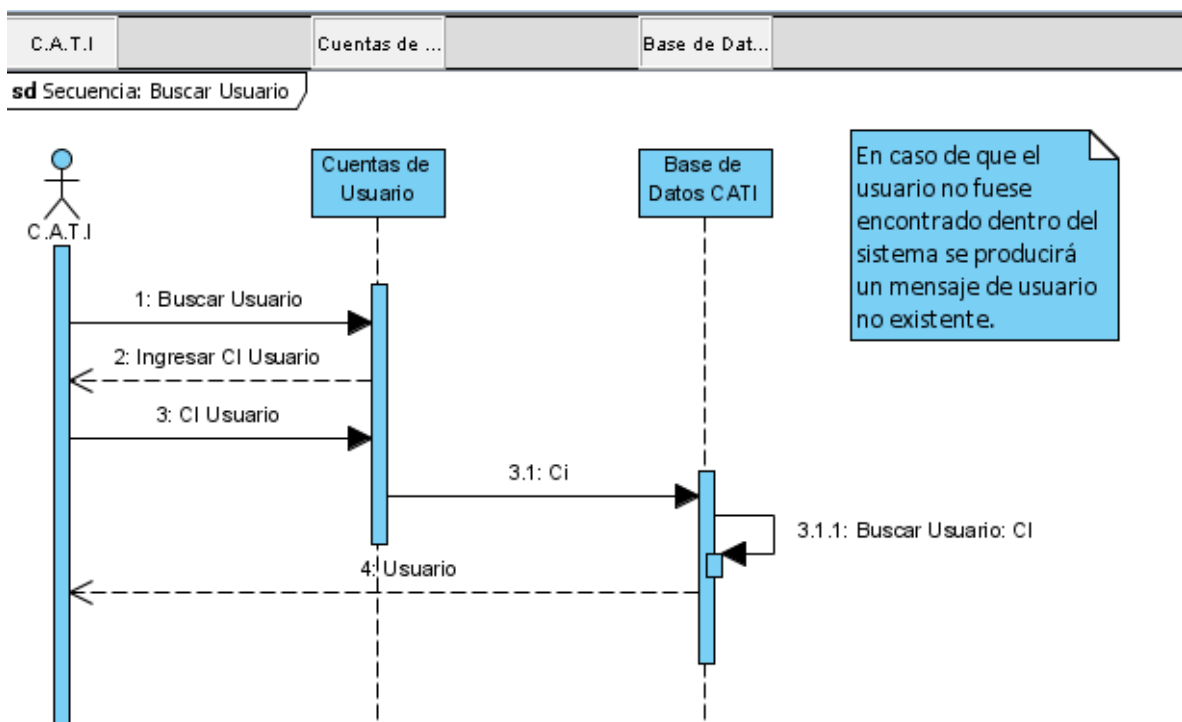 C.A.T.I
Cuentas de ...
Base de Dat...
sd Secuencia: Buscar Usuario
C.A.T.I
Cuentas de
Usuario
Base de
Datos CATI
En caso de que el
usuario no fuese
encontrado dentro del
sistema se producirá
un mensaje de usuario
no existente.
1: Buscar Usuario
2: Ingresar CI Usuario
3: CI Usuario
3.1: Ci
3.1.1: Buscar Usuario: CI
4: Usuario